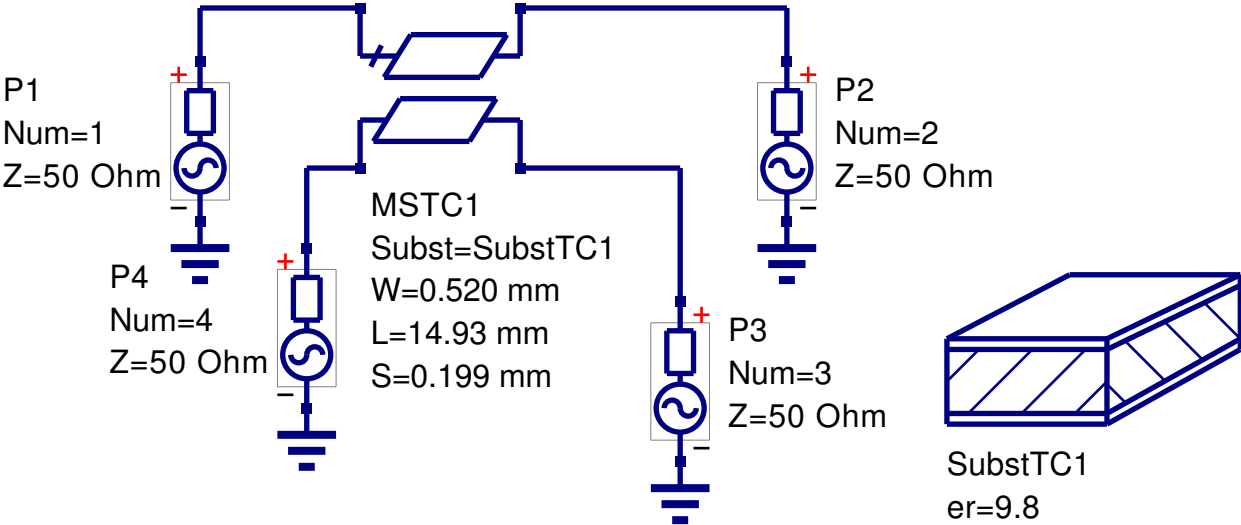 P1
Num=1
Z=50 Ohm
P2
Num=2
Z=50 Ohm
MSTC1
Subst=SubstTC1
W=0.520 mm
L=14.93 mm
S=0.199 mm
P4
Num=4
Z=50 Ohm
P3
Num=3
Z=50 Ohm
SubstTC1
er=9.8